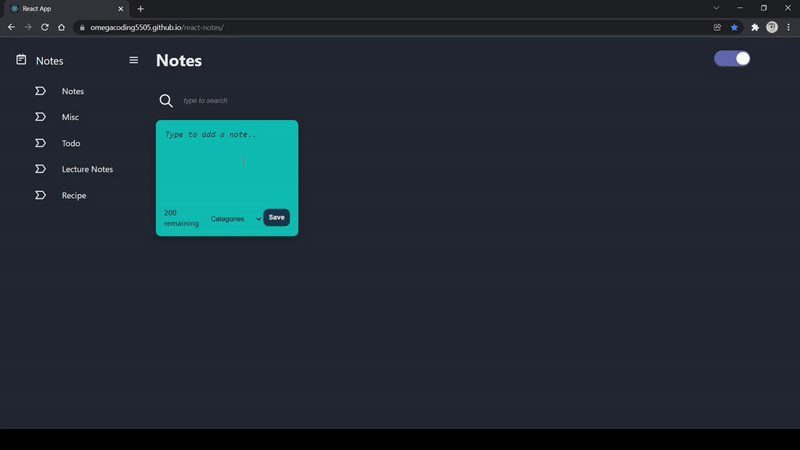 React App
omegacoding5505.github.io/react-notes/
Notes
Notes
Misc
Todo
Lecture Notes
Recipe
Notes
type to search
Type to add a note..
200
remaining
Categories
Save